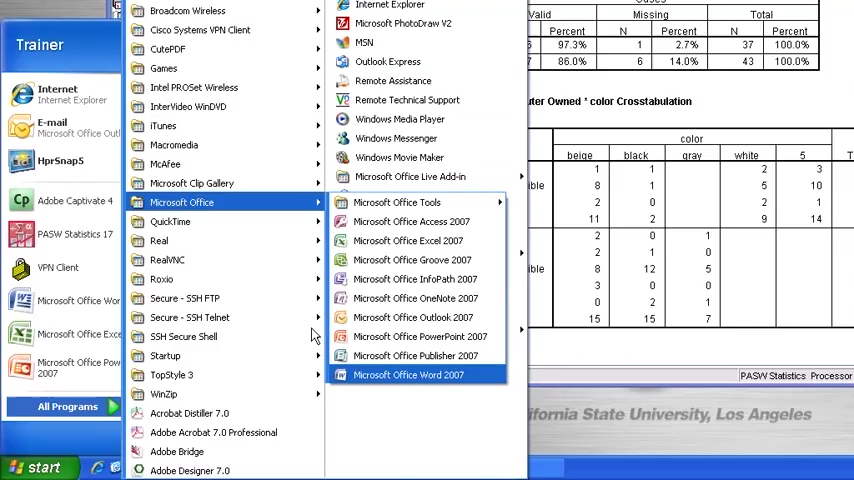 Trainer
Internet
Internet Explorer
E-mail
Microsoft Office Outl
HprSnap5
Adobe Captivate 4
PASW Statistics 17
VPN Client
Microsoft Office Wo
Microsoft Office Exce
Microsoft Office Pow
2007
All Programs
start
Broadcom Wireless
Cisco Systems VPN Client
CutePDF
Games
Intel PROSet Wireless
InterVideo WinDVD
iTunes
Macromedia
McAfee
Microsoft Clip Gallery
Microsoft Office
QuickTime
Real
RealVNC
Roxio
Secure - SSH FTP
Secure - SSH Telnet
SSH Secure Shell
Startup
TopStyle 3
WinZip
Acrobat Distiller 7.0
Adobe Acrobat 7.0 Professional
Adobe Bridge
Adobe Designer 7.0
Internet Explorer
Microsoft PhotoDraw V2
MSN
Outlook Express
Remote Assistance
Remote Technical Support
Windows Media Player
Windows Messenger
Windows Movie Maker
Microsoft Office Live Add-in
Microsoft Office Tools
Microsoft Office Access 2007
Microsoft Office Excel 2007
Microsoft Office Groove 2007
Microsoft Office InfoPath 2007
Microsoft Office OneNote 2007
Microsoft Office Outlook 2007
Microsoft Office PowerPoint 2007
Microsoft Office Publisher 2007
Microsoft Office Word 2007
Cases
Valid Missing Total
Percent N Percent N Percent
6 97.3% 1 2.7% 37 100.0%
7 86.0% 6 14.0% 43 100.0%
uter Owned * color Crosstabulation
color
beige black gray white 5 T
1 1 2 3
ible 8 1 5 10
2 0 2 1
11 2 9 14
2 0 1
2 1 0
ible 8 12 5
3 0 0
0 2 1
15 15 7
PASW Statistics Processor
ifornia State University, Los Angeles